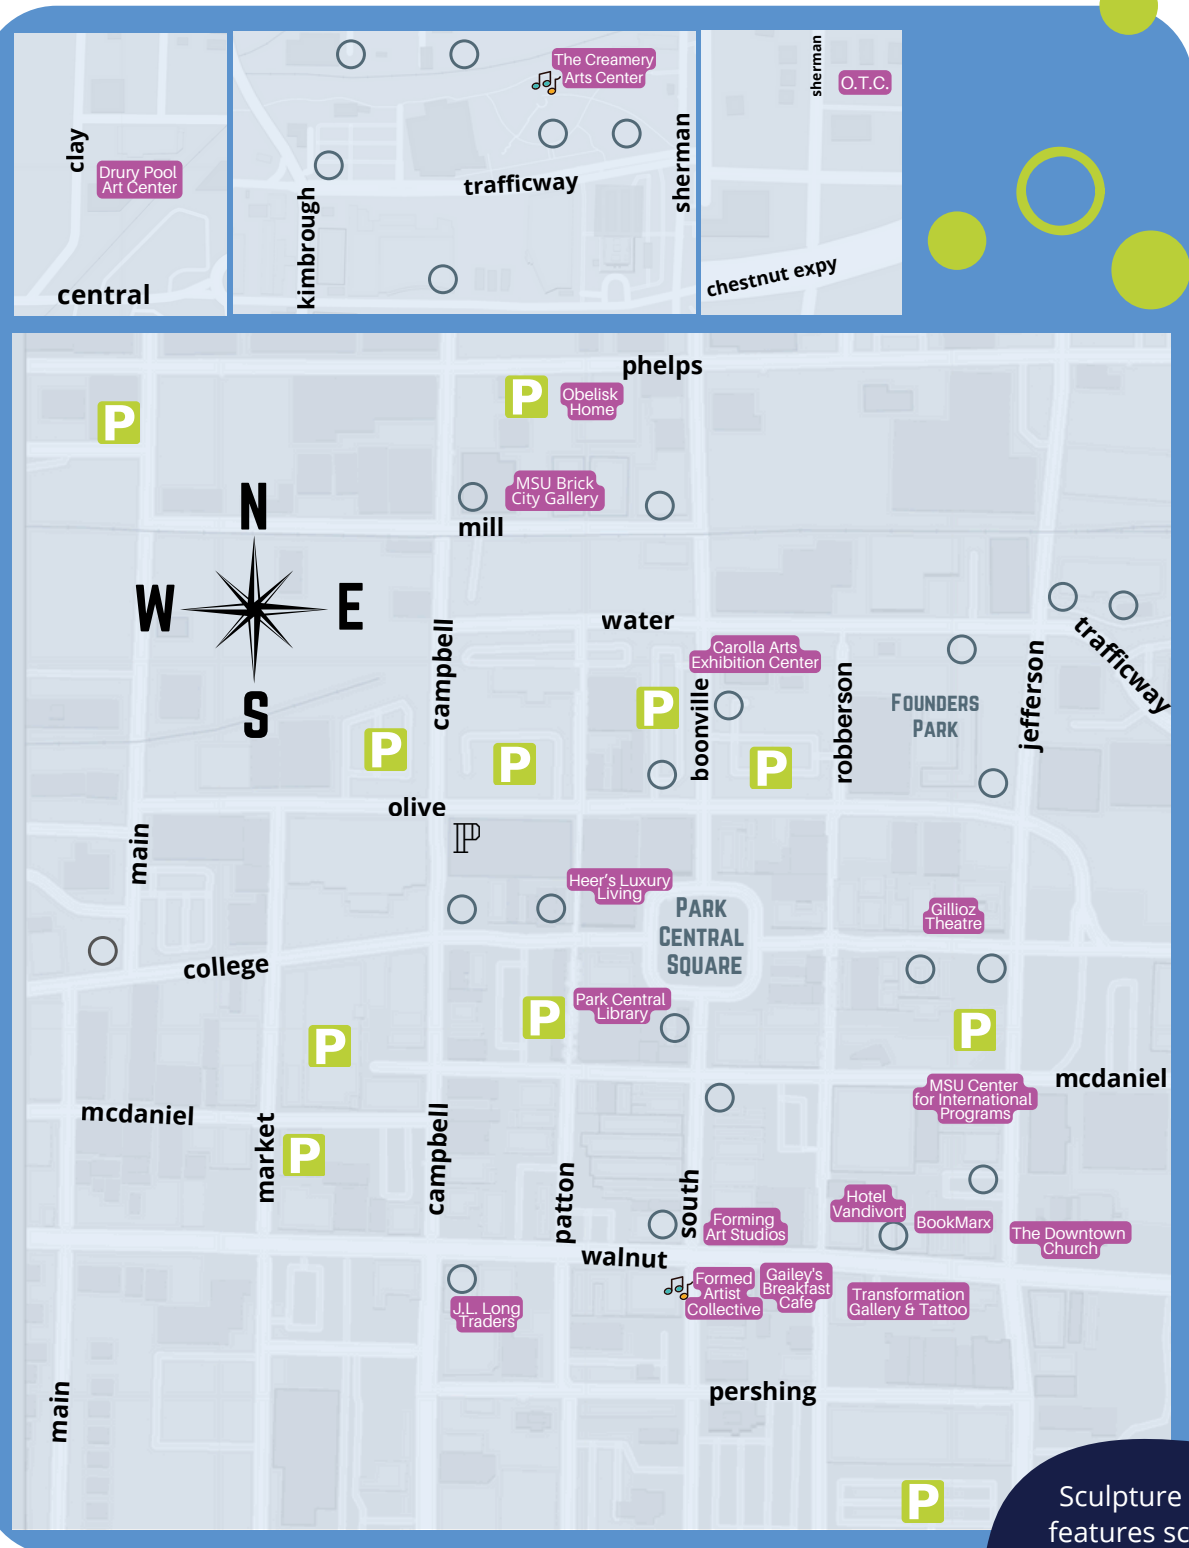 clay
Drury Pool
Art Center
central
The Creamery
Arts Center
trafficway
sherman
kimbrough
sherman
O.T.C.
chestnut expy
phelps
P
P
Obelisk
Home
MSU Brick
City Gallery
mill
N
W
E
S
water
campbell
Carolla Arts
Exhibition Center
trafficway
jefferson
Founders
Park
robberson
boonville
P
P
P
P
olive
P
main
Heer's Luxury
Living
Park
Central
Square
Gillioz
Theatre
college
Park Central
Library
P
P
P
mcdaniel
MSU Center
for International
Programs
mcdaniel
market
P
campbell
patton
south
Hotel
Vandivort
Forming
Art Studios
BookMarx
The Downtown
Church
walnut
Formed
Artist
Collective
Gailey's
Breakfast
Cafe
Transformation
Gallery & Tattoo
J.L. Long
Traders
main
pershing
P
Sculpture
features sc